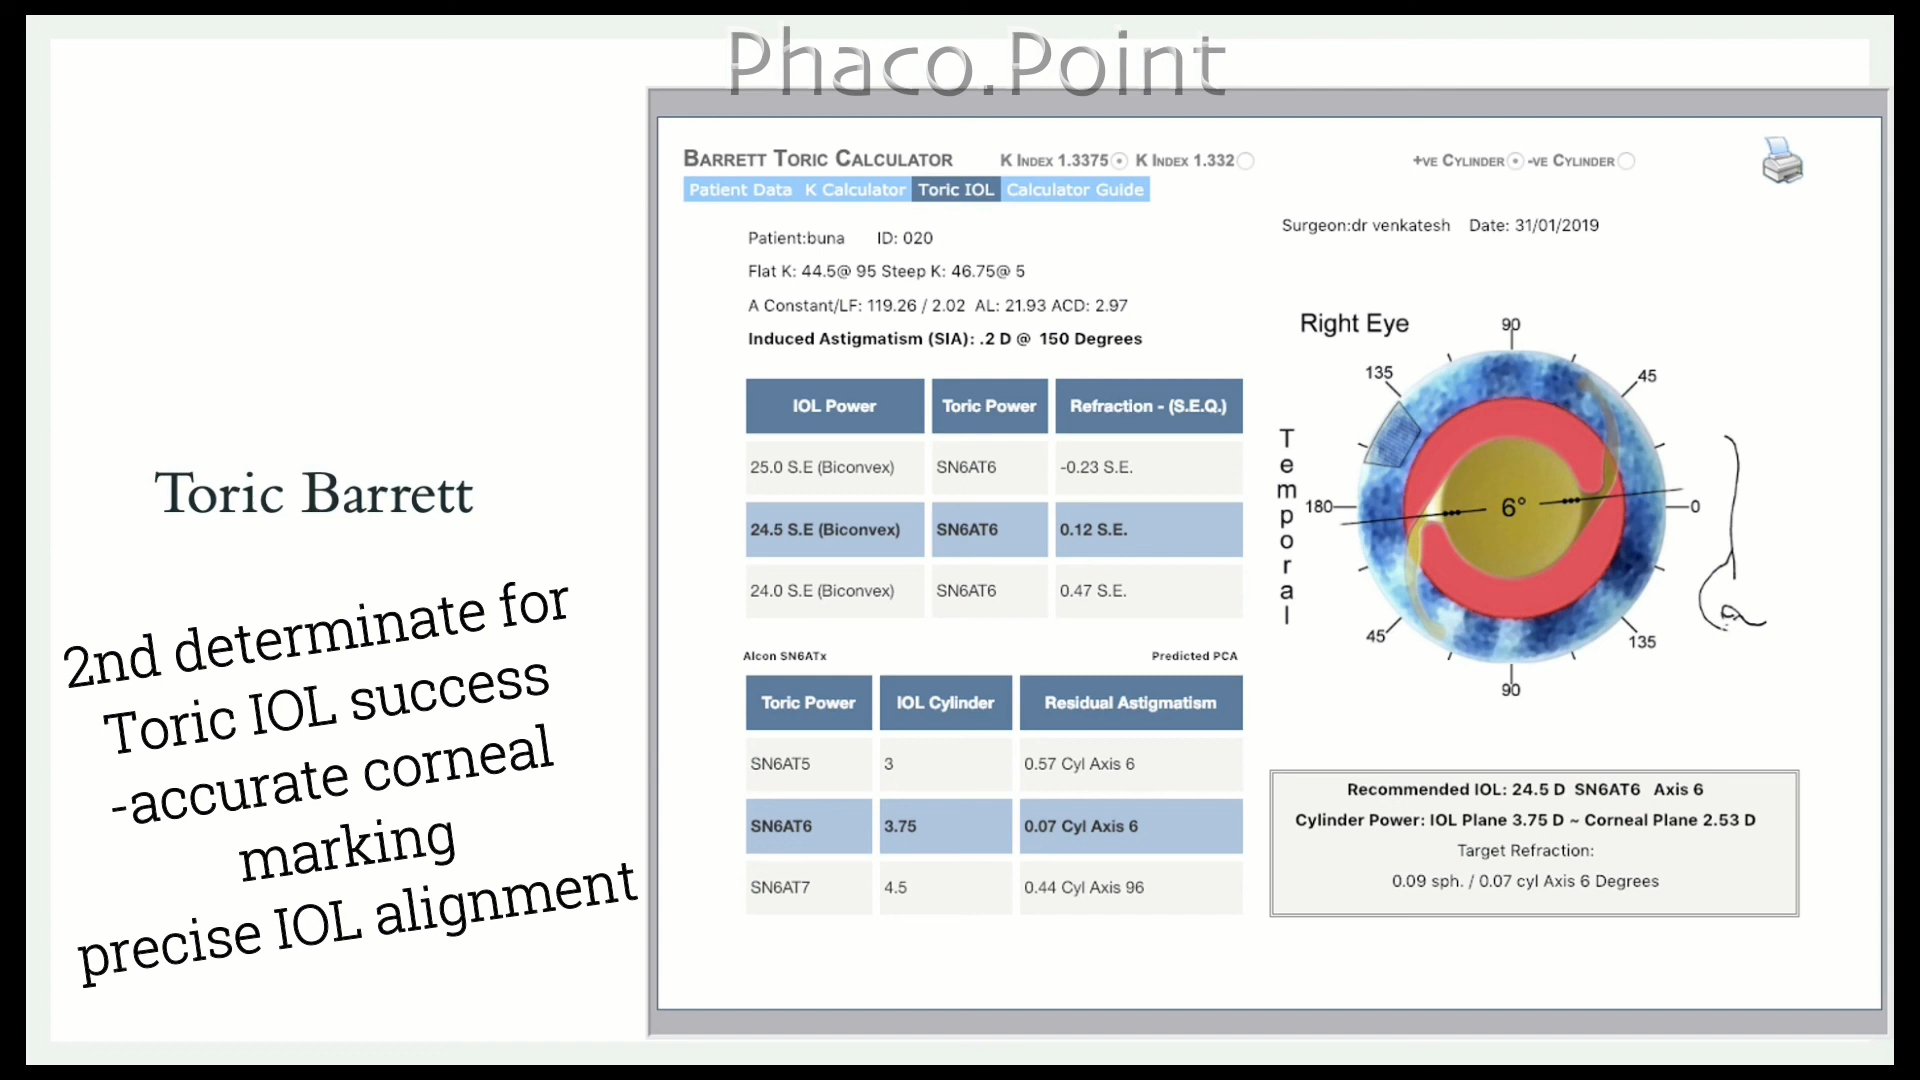 Phaco.Point
BARRETT TORIC CALCULATOR K INDEX 1.3375 K INDEX 1.332 +VE CYLINDER -VE CYLINDER
Patient Data K Calculator Toric IOL Calculator Guide
Surgeon:dr venkatesh Date: 31/01/2019
Patient:buna ID: 020
Flat K: 44.5@ 95 Steep K: 46.75@ 5
A Constant/LF: 119.26 / 2.02 AL: 21.93 ACD: 2.97
Induced Astigmatism (SIA): .2 D @ 150 Degrees
IOL Power Toric Power Refraction - (S.E.Q.)
25.0 S.E (Biconvex) SN6AT6 -0.23 S.E.
24.5 S.E (Biconvex) SN6AT6 0.12 S.E.
24.0 S.E (Biconvex) SN6AT6 0.47 S.E.
Alcon SN6ATx Predicted PCA
Toric Power IOL Cylinder Residual Astigmatism
SN6AT5 3 0.57 Cyl Axis 6
SN6AT6 3.75 0.07 Cyl Axis 6
SN6AT7 4.5 0.44 Cyl Axis 96
Right Eye
90
135
45
Temporal
180
6°
0
45
135
90
Recommended IOL: 24.5 D SN6AT6 Axis 6
Cylinder Power: IOL Plane 3.75 D ~ Corneal Plane 2.53 D
Target Refraction:
0.09 sph. / 0.07 cyl Axis 6 Degrees
Toric Barrett
2nd determinate for
Toric IOL success
-accurate corneal
marking
precise IOL alignment